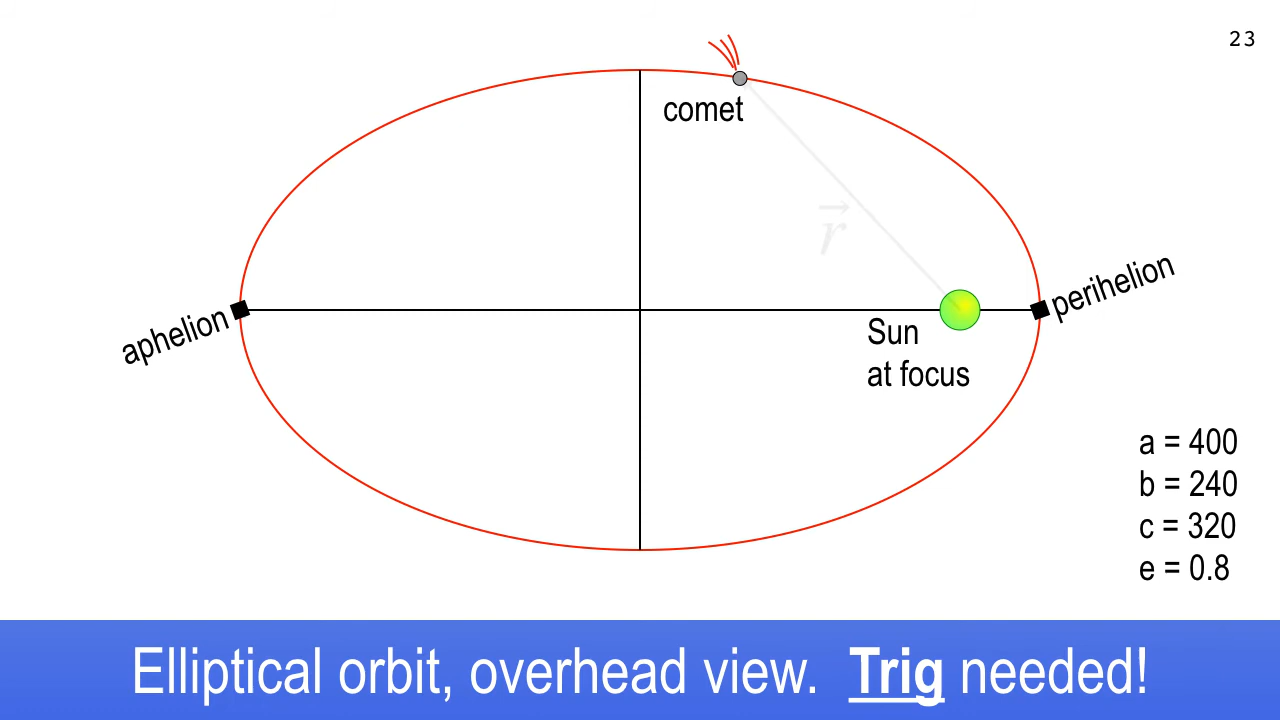 23
comet
r
perihelion
aphelion
Sun
at focus
a = 400
b = 240
c = 320
e = 0.8
Elliptical orbit, overhead view.  Trig needed!